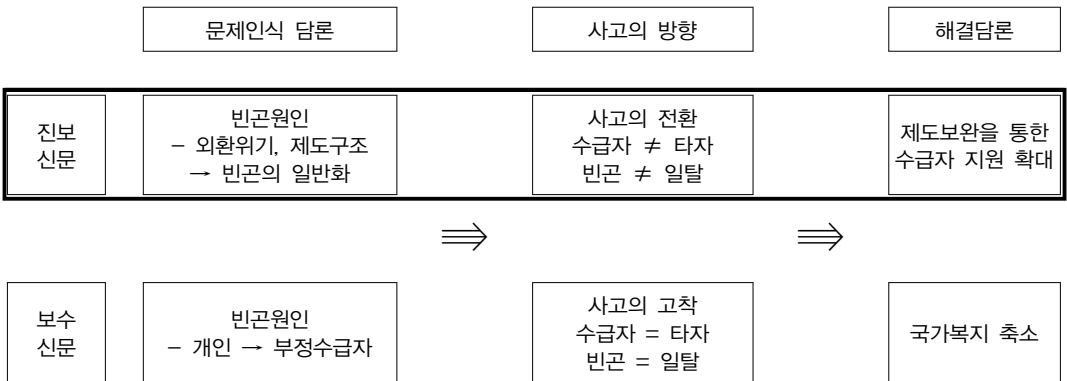 문제인식 담론
사고의 방향
해결담론
진보
신문
빈곤원인
- 외환위기, 제도구조
→ 빈곤의 일반화
사고의 전환
수급자 ≠ 타자
빈곤 ≠ 일탈
제도보완을 통한
수급자 지원 확대
⇒
⇒
보수
신문
빈곤원인
- 개인 → 부정수급자
사고의 고착
수급자 = 타자
빈곤 = 일탈
국가복지 축소